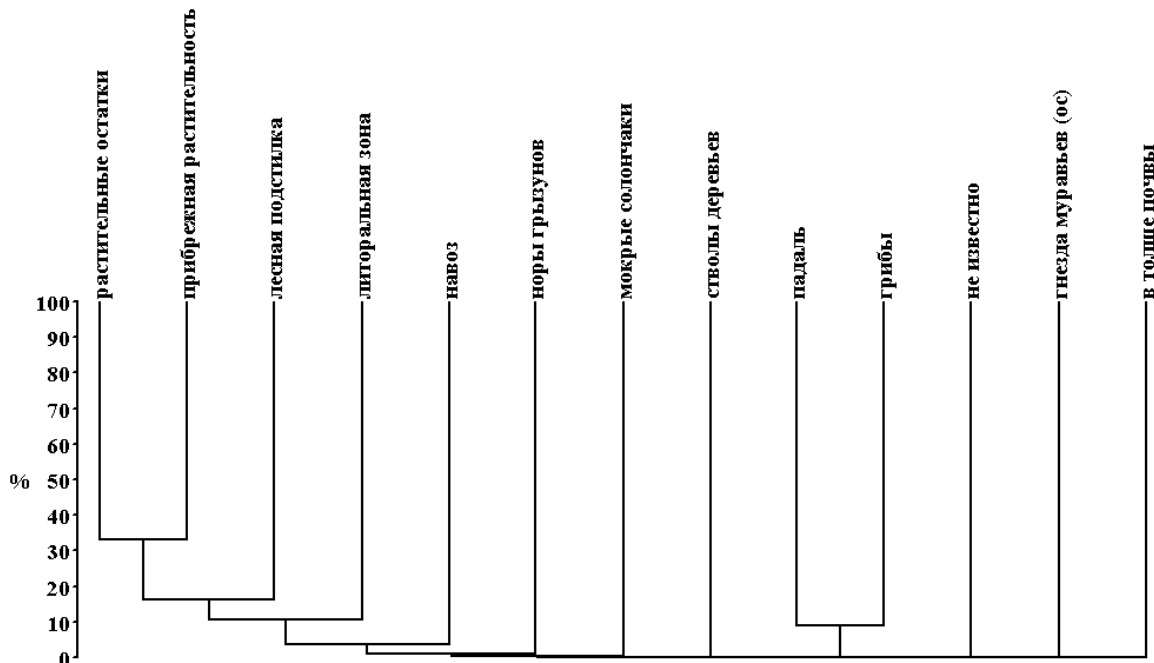 растительные остатки
прибрежная растительность
лесная подстилка
литоральная зона
навоз
норы грызунов
мокрые солончаки
стволы деревьев
падаль
грибы
не известно
гнезда муравьев (ос)
в толще почвы
100
90
80
70
60
50
40
30
20
10
0
%